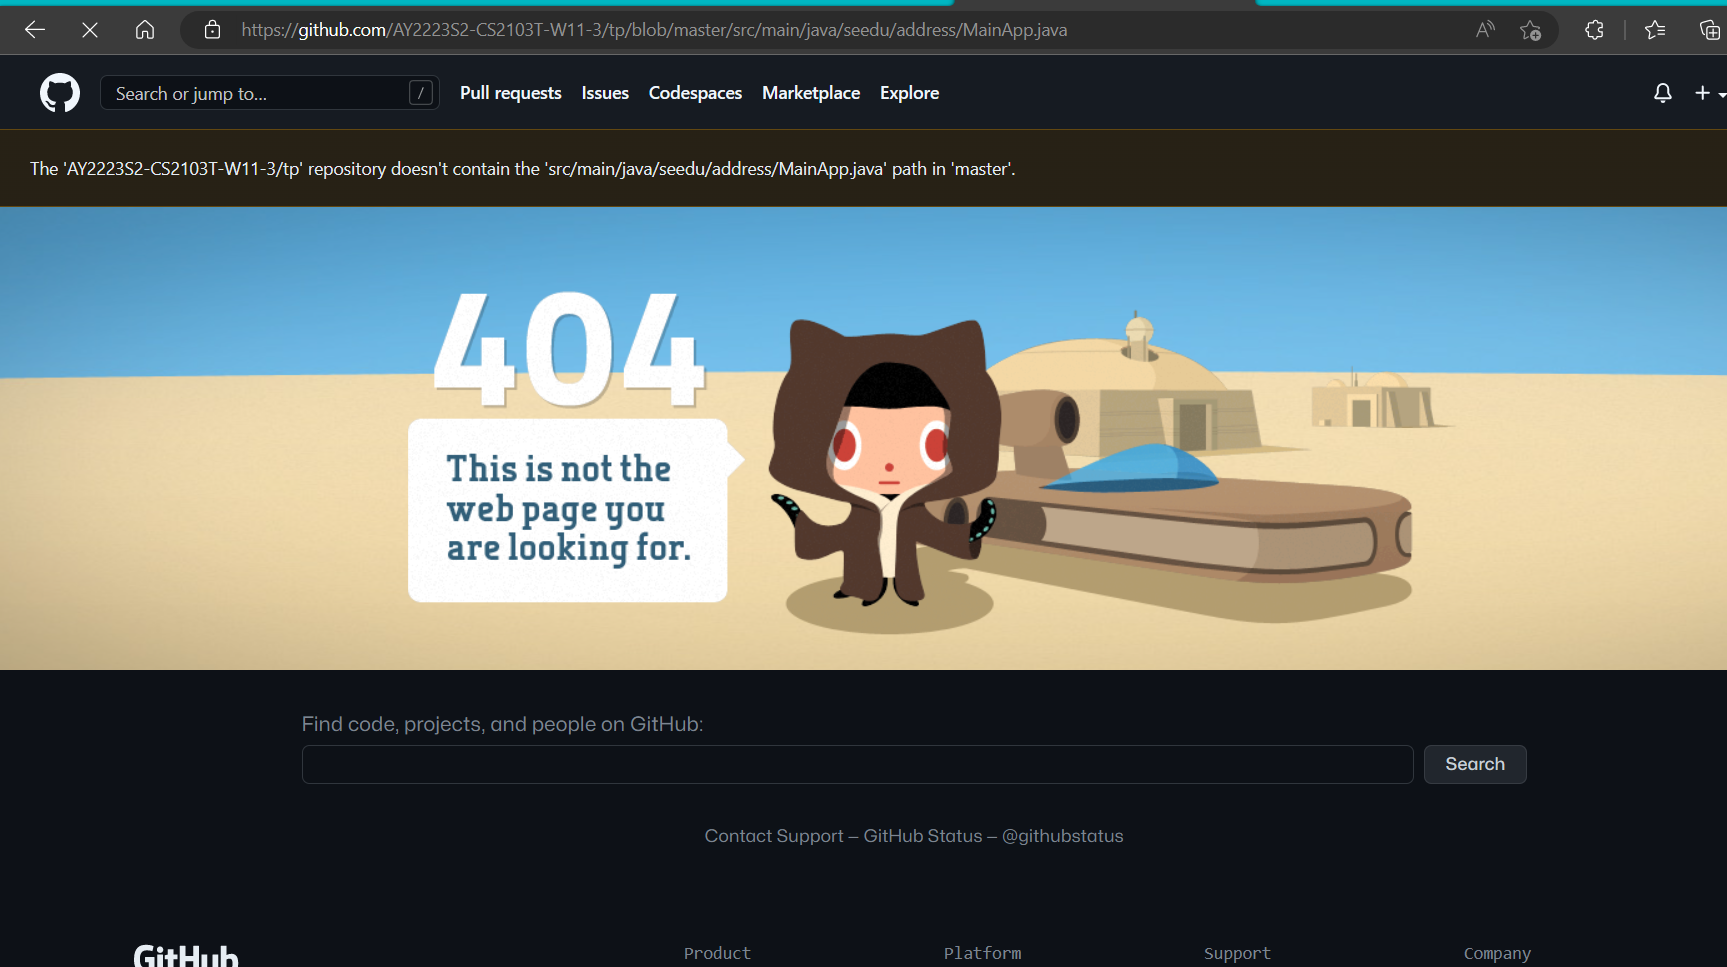 https://github.com/AY2223S2-CS2103T-W11-3/tp/blob/master/src/main/java/seedu/address/MainApp.java
Search or jump to... / Pull requests Issues Codespaces Marketplace Explore
The 'AY2223S2-CS2103T-W11-3/tp' repository doesn't contain the 'src/main/java/seedu/address/MainApp.java' path in 'master'.
404
This is not the
web page you
are looking for.
Find code, projects, and people on GitHub:
Search
Contact Support — GitHub Status — @githubstatus
GitHub Product Platform Support Company